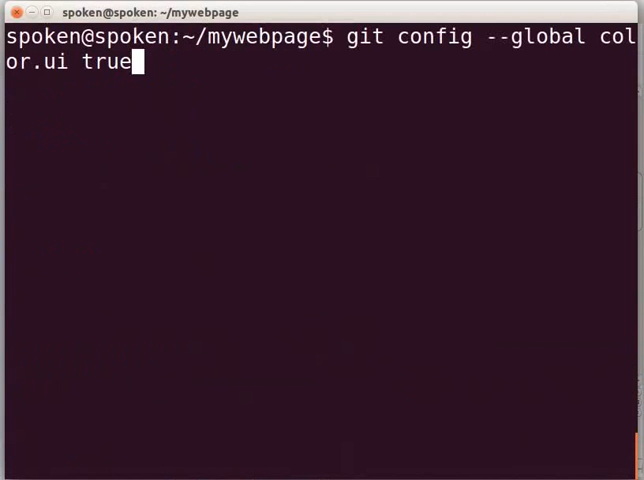 spoken@spoken: ~/mywebpage
spoken@spoken:~/mywebpage$ git config --global col
or.ui true